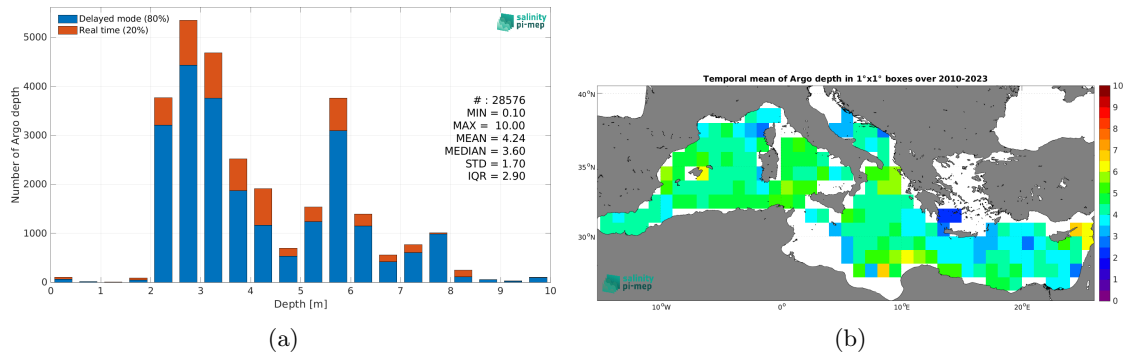 Delayed mode (80%)
Real time (20%)
salinity
pi-mep
Number of Argo depth
5000
4000
3000
2000
1000
0
# : 28576
MIN = 0.10
MAX = 10.00
MEAN = 4.24
MEDIAN = 3.60
STD = 1.70
IQR = 2.90
0 1 2 3 4 5 6 7 8 9 10
Depth [m]
(a)
Temporal mean of Argo depth in 1°x1° boxes over 2010-2023
40°N
35°N
30°N
10°W 0° 10°E 20°E
salinity
pi-mep
10
9
8
7
6
5
4
3
2
1
0
(b)